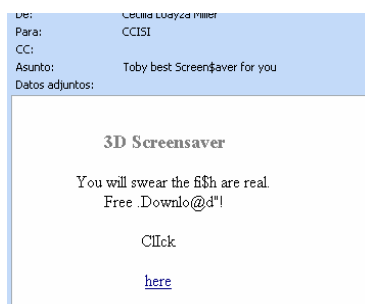 De: Cecilia Loayza Miller
Para: CCISI
CC:
Asunto: Toby best Screen$aver for you
Datos adjuntos:
3D Screensaver
You will swear the fi$h are real.
Free .Downlo@d"!
ClIck
here